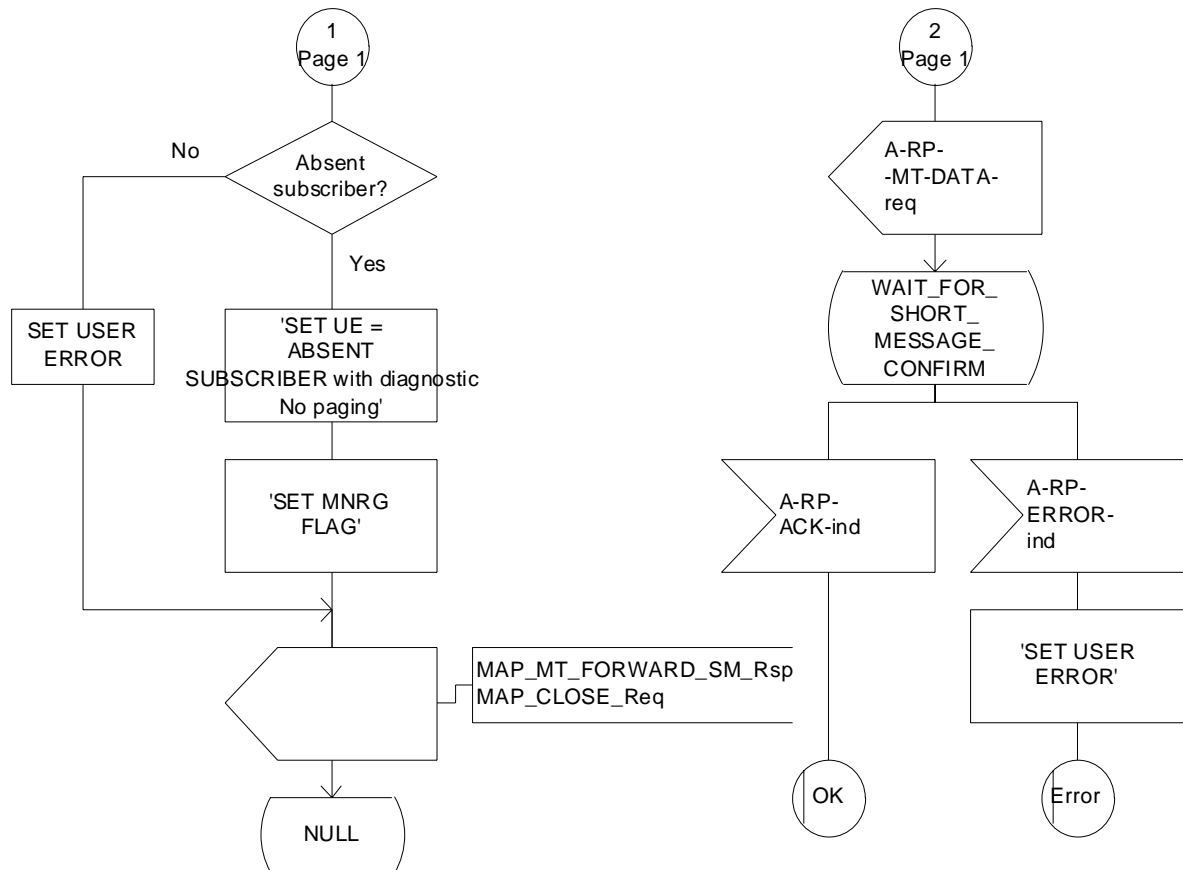 1
Page 1
No
Absent
subscriber?
Yes
SET USER
ERROR
'SET UE =
ABSENT
SUBSCRIBER with diagnostic
No paging'
'SET MNRG
FLAG'
MAP_MT_FORWARD_SM_Rsp
MAP_CLOSE_Req
NULL
2
Page 1
A-RP-
-MT-DATA-
req
WAIT_FOR_
SHORT_
MESSAGE_
CONFIRM
A-RP-
ACK-ind
A-RP-
ERROR-
ind
'SET USER
ERROR'
OK
Error